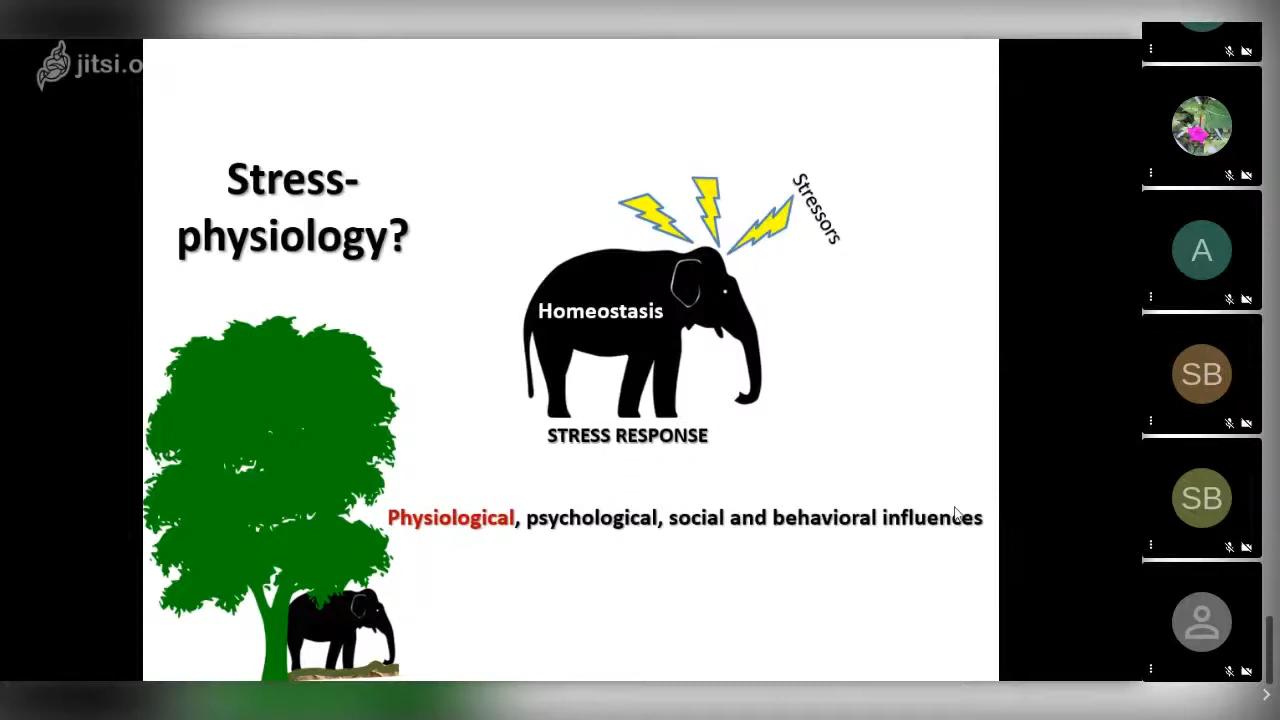 jitsi.o
Stress-
physiology?
Stressors
Homeostasis
STRESS RESPONSE
Physiological, psychological, social and behavioral influences
A
SB
SB